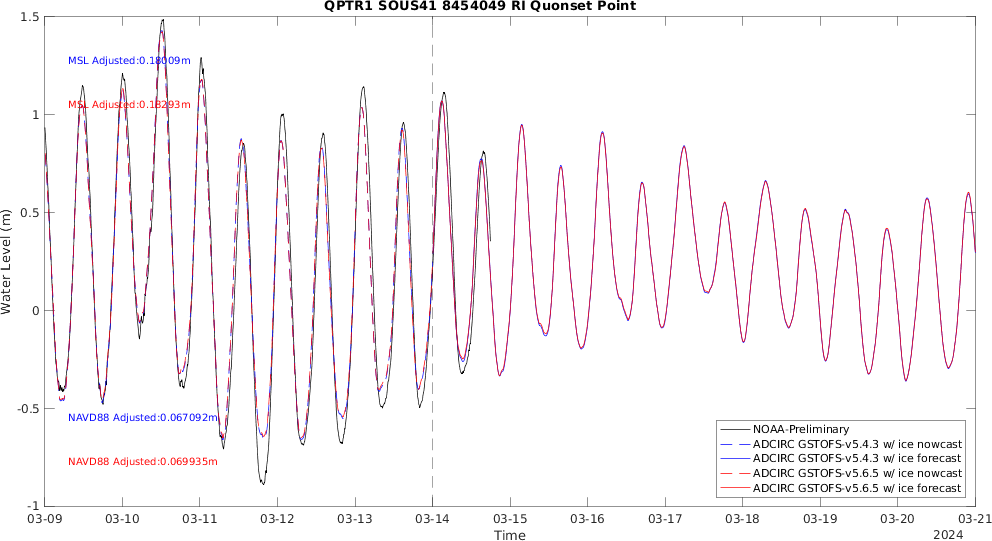 QPTR1 SOUS41 8454049 RI Quonset Point
1.5
1
0.5
0
-0.5
-1
Water Level (m)
MSL Adjusted:0.18009m
MSL Adjusted:0.18293m
NAVD88 Adjusted:0.067092m
NAVD88 Adjusted:0.069935m
NOAA-Preliminary
ADCIRC GSTOFS-v5.4.3 w/ ice nowcast
ADCIRC GSTOFS-v5.4.3 w/ ice forecast
ADCIRC GSTOFS-v5.6.5 w/ ice nowcast
ADCIRC GSTOFS-v5.6.5 w/ ice forecast
03-09 03-10 03-11 03-12 03-13 03-14 03-15 03-16 03-17 03-18 03-19 03-20 03-21
Time
2024